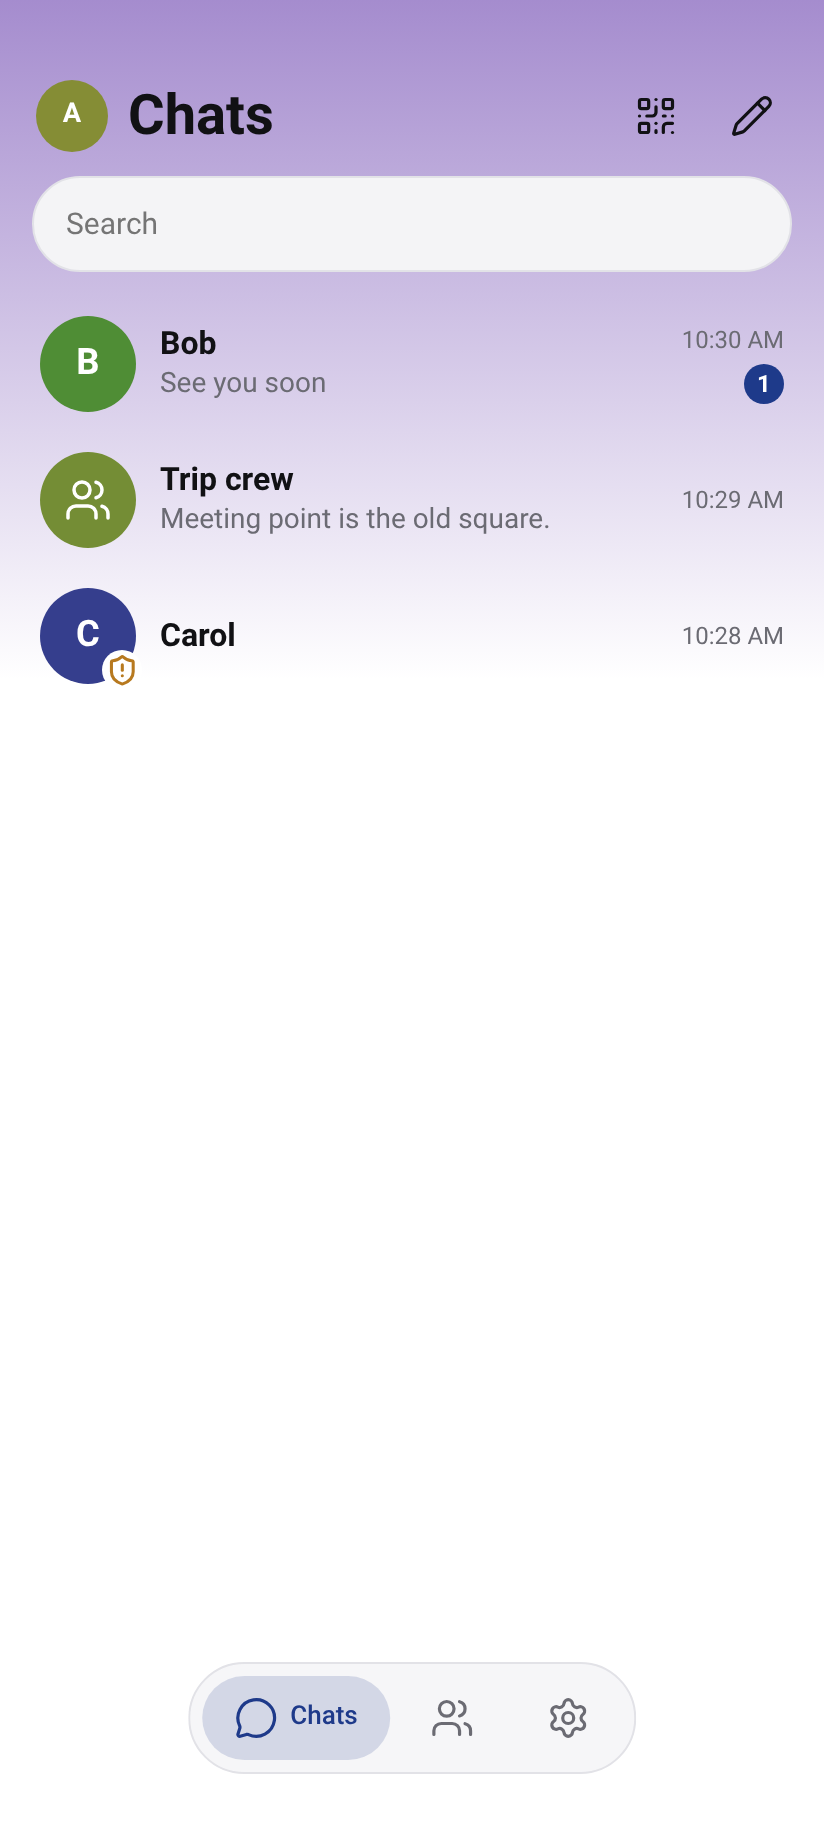 A
Chats
Search
B
Bob
10:30 AM
See you soon
1
Trip crew
Meeting point is the old square.
10:29 AM
C
Carol
10:28 AM
Chats